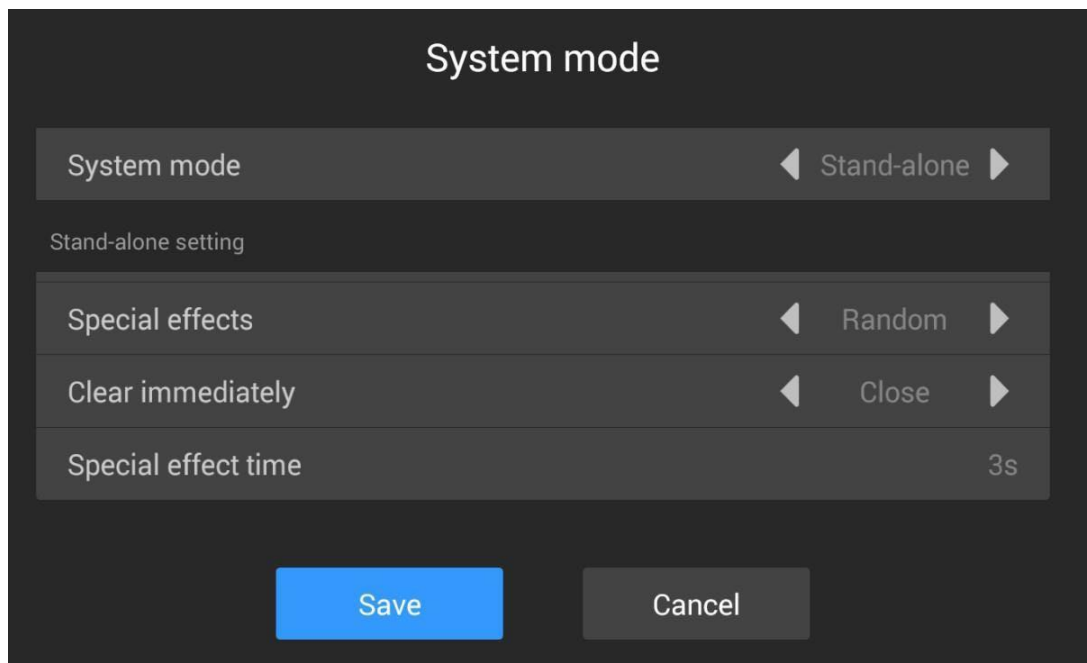 System mode
System mode Stand-alone
Stand-alone setting
Special effects Random
Clear immediately Close
Special effect time 3s
Save Cancel